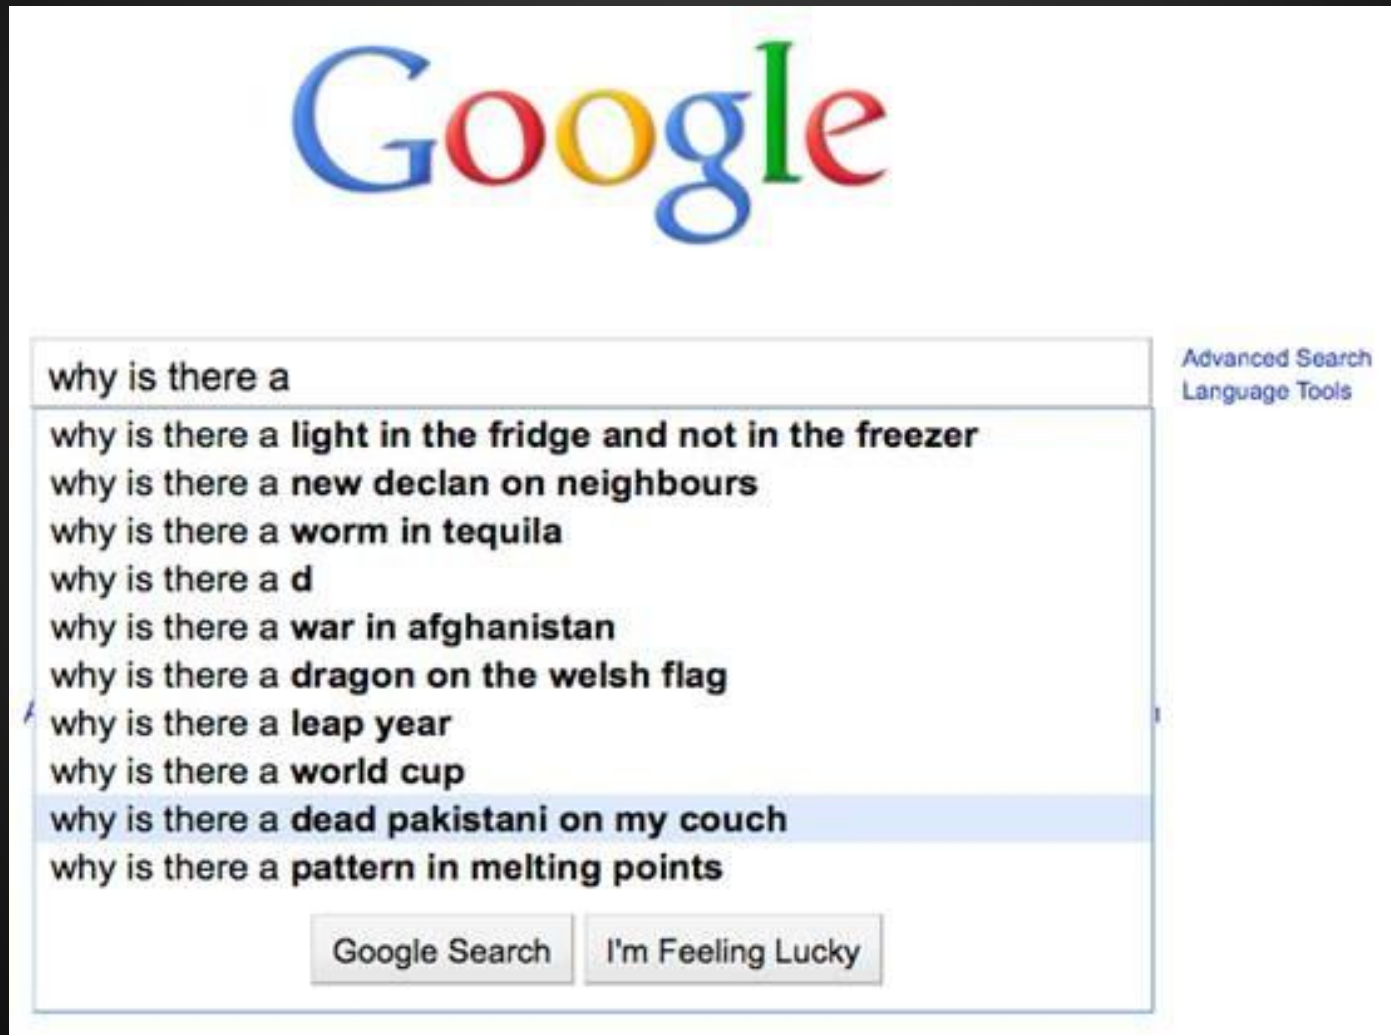 Google
why is there a
Advanced Search
Language Tools
why is there a light in the fridge and not in the freezer
why is there a new declan on neighbours
why is there a worm in tequila
why is there a d
why is there a war in afghanistan
why is there a dragon on the welsh flag
why is there a leap year
why is there a world cup
why is there a dead pakistani on my couch
why is there a pattern in melting points
Google Search
I'm Feeling Lucky